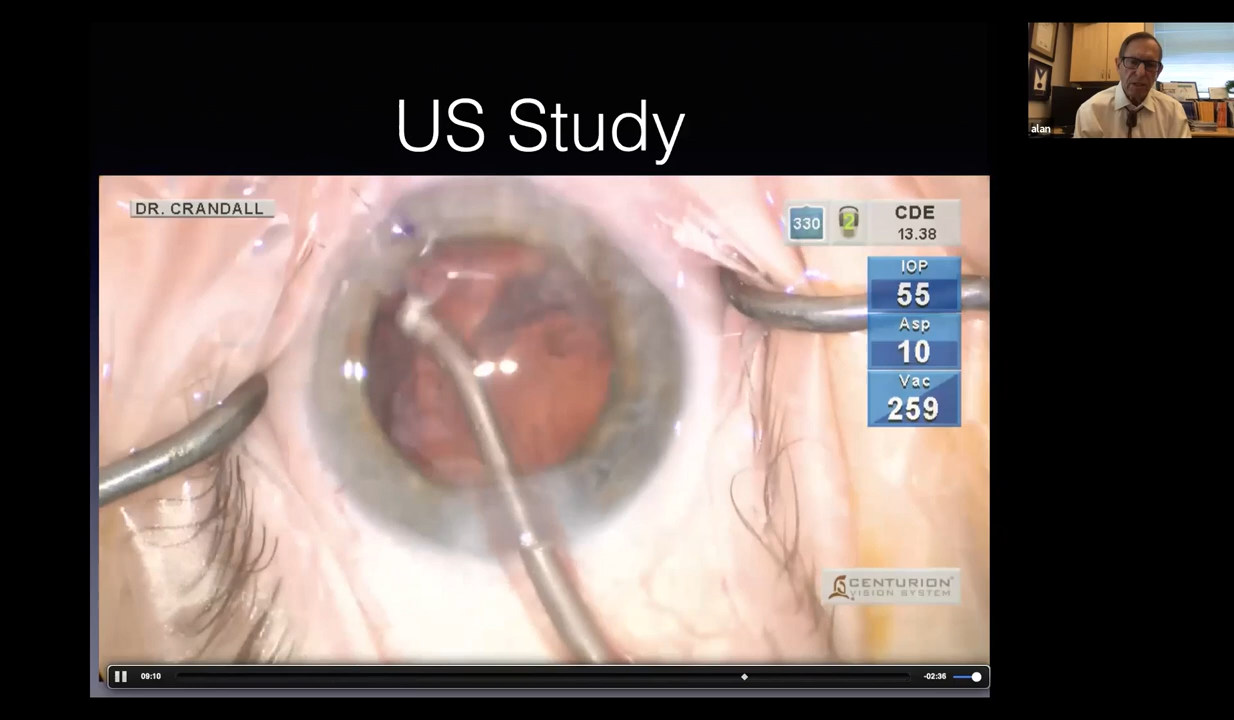 US Study
alan
DR. CRANDALL
330
2
CDE
13.38
IOP
55
Asp
10
Vac
259
CENTURION
VISION SYSTEM
09:10
-02:36